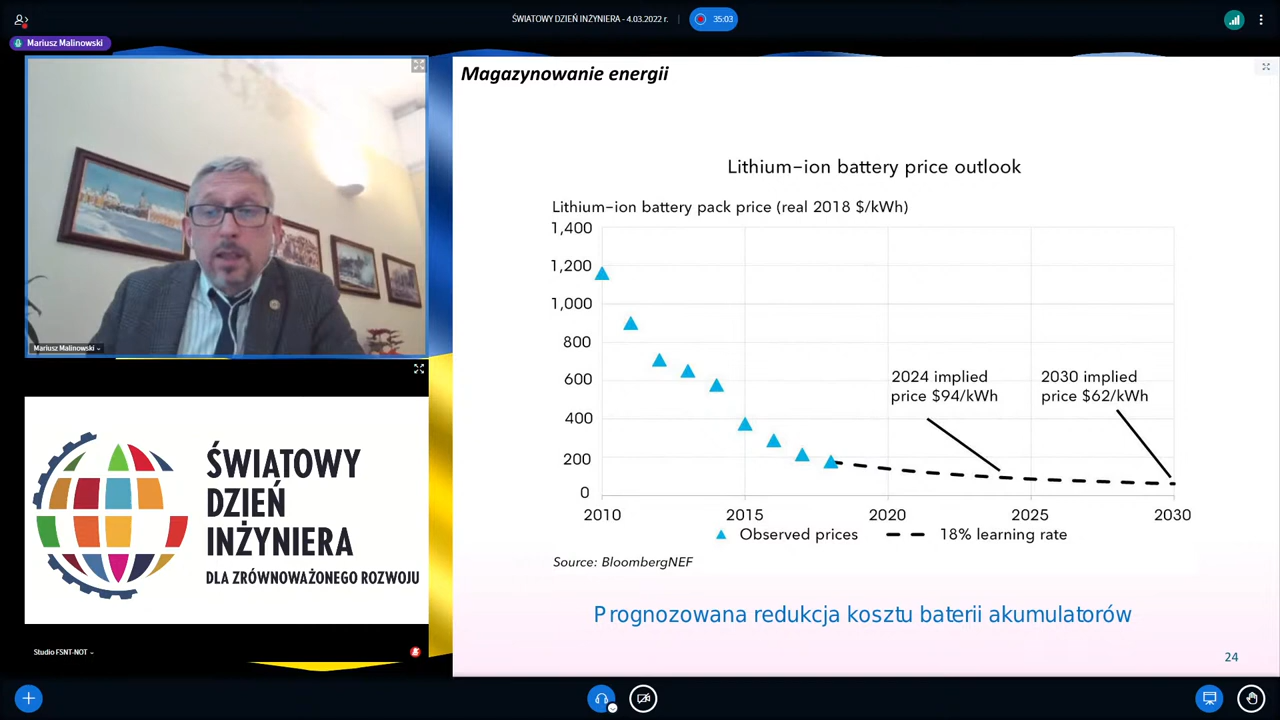 ŚWIATOWY DZIEŃ INŻYNIERA - 4.03.2022 r.
35:03
Mariusz Malinowski
Mariusz Malinowski
ŚWIATOWY
DZIEŃ
INŻYNIERA
DLA ZRÓWNOWAŻONEGO ROZWOJU
Studio FSNT-NOT
Magazynowanie energii
Lithium-ion battery price outlook
Lithium-ion battery pack price (real 2018 $/kWh)
1,400
1,200
1,000
800
600
400
200
0
2024 implied
price $94/kWh
2030 implied
price $62/kWh
2010 2015 2020 2025 2030
Observed prices 18% learning rate
Source: BloombergNEF
Prognozowana redukcja kosztu baterii akumulatorów
24